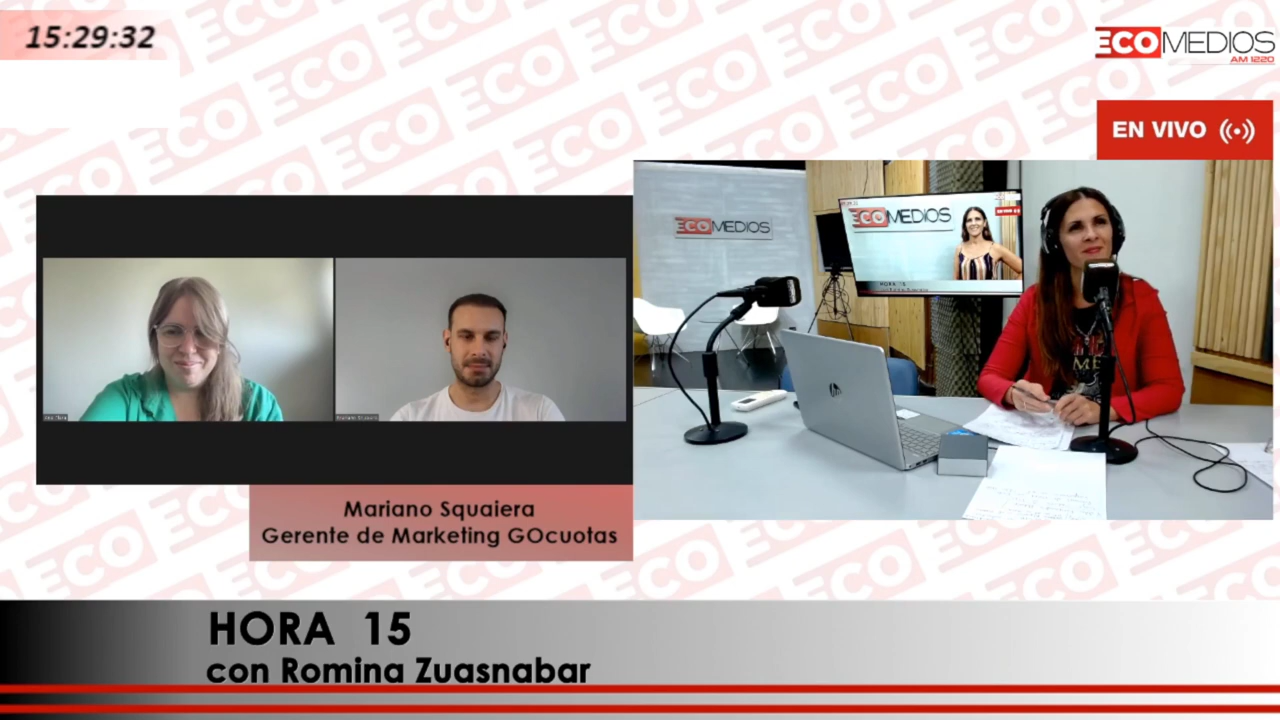 15:29:32
ECOMEDIOS
AM 1220
EN VIVO
ECOMEDIOS
ECOMEDIOS
HORA 15
hp
Mariano Squaiera
Gerente de Marketing GOcuotas
HORA 15
con Romina Zuasnabar